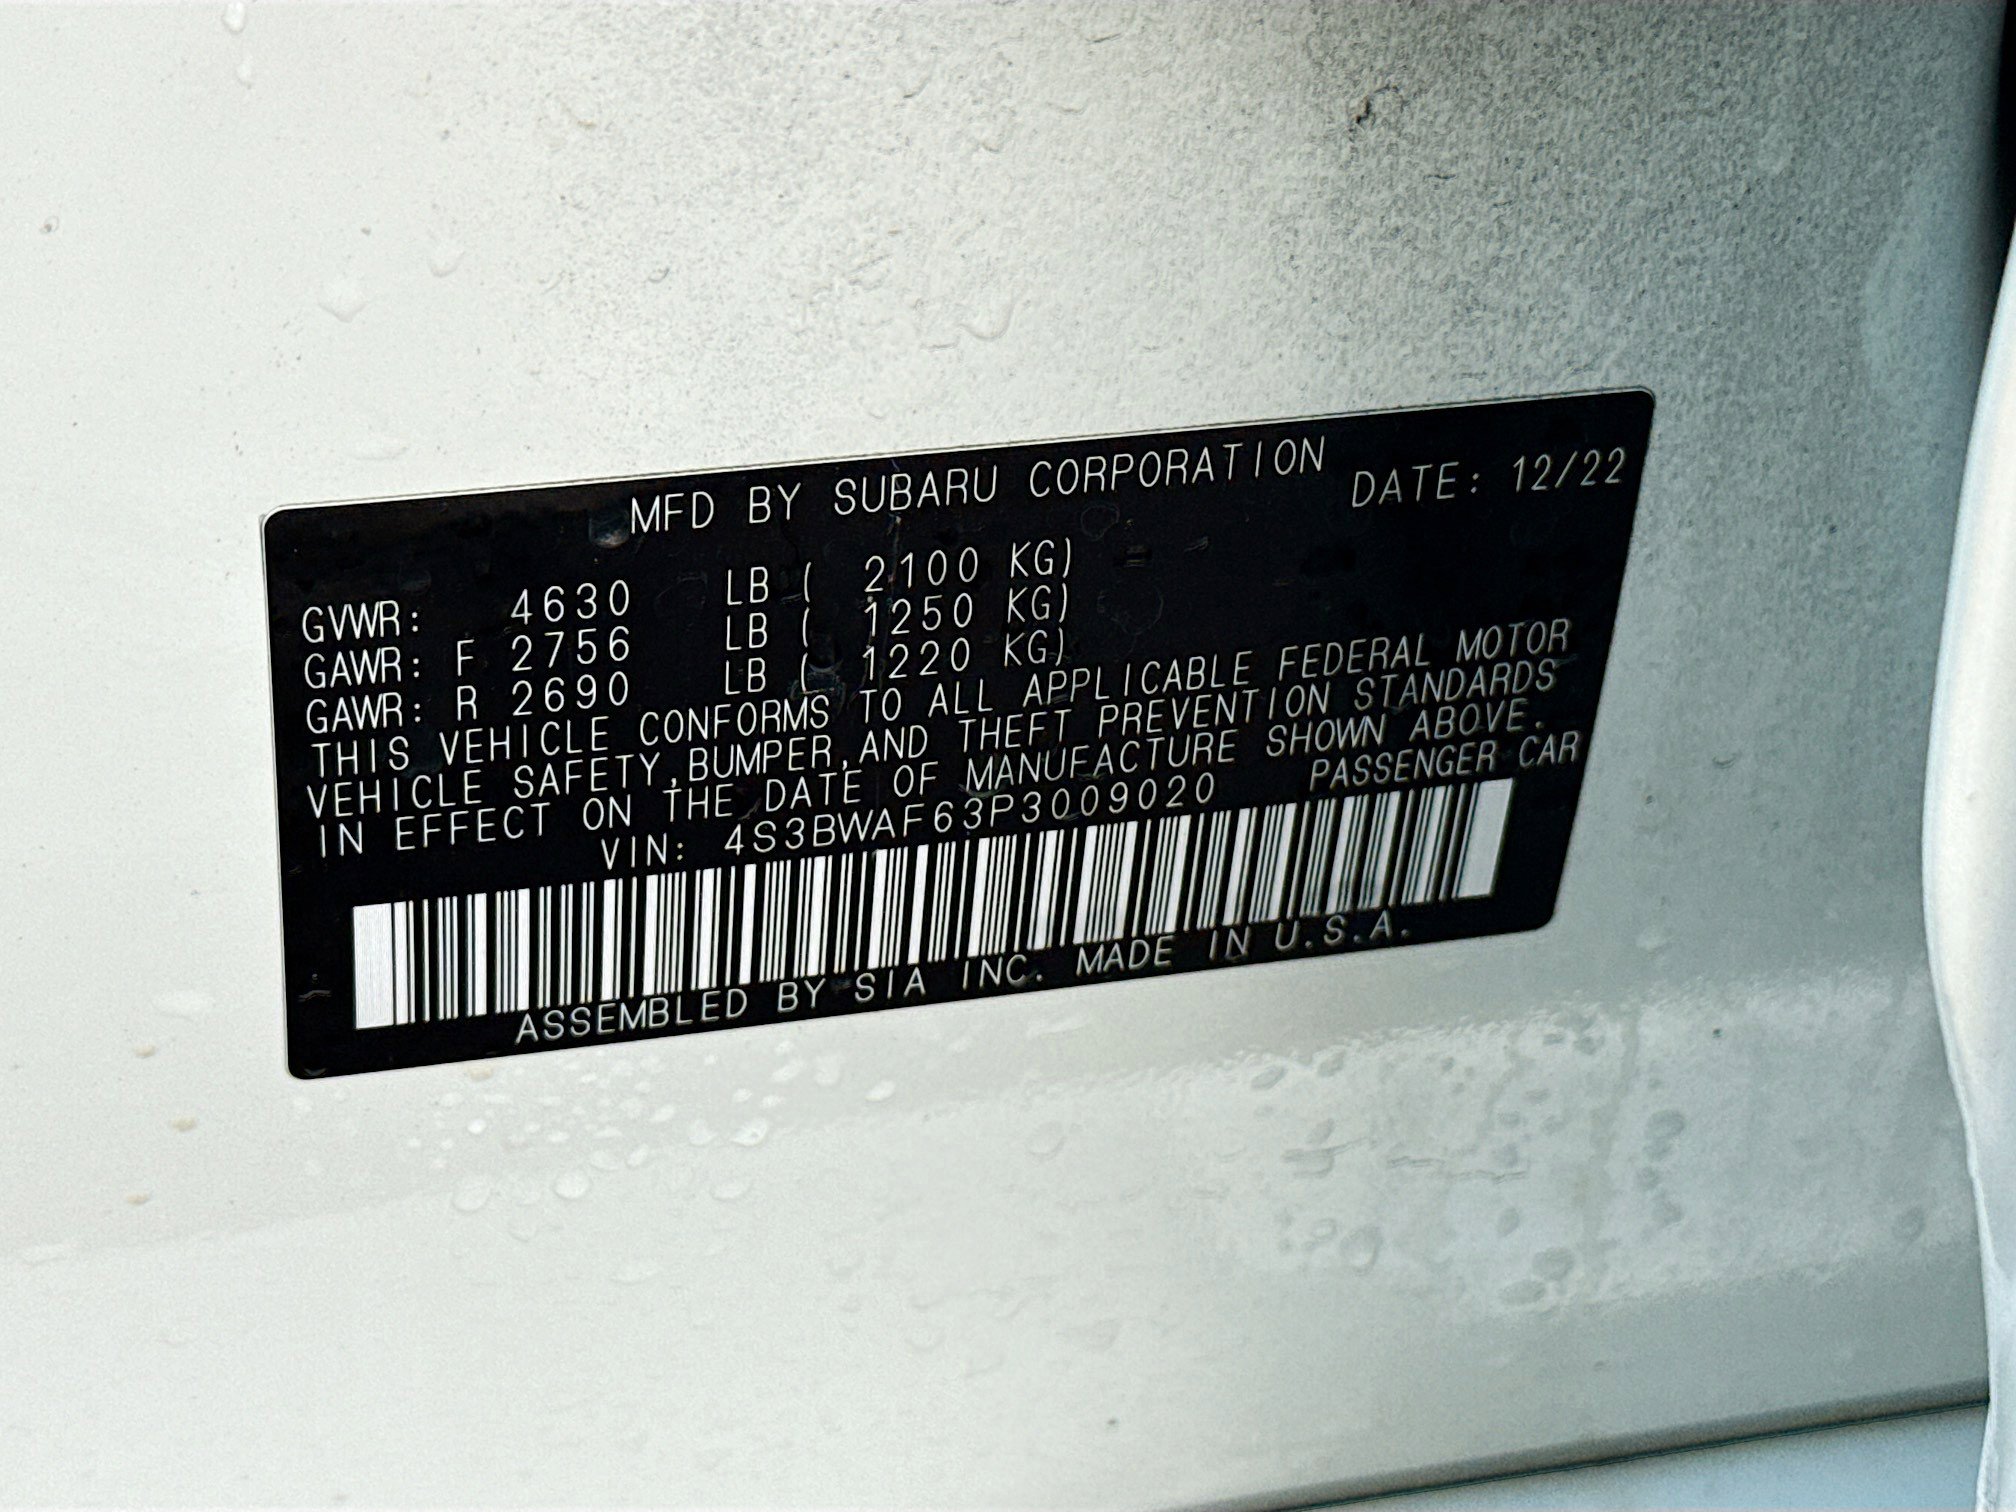 MFD BY SUBARU CORPORATION DATE: 12/22
GVWR: 4630 LB ( 2100 KG)
GAWR: F 2756 LB ( 1250 KG)
GAWR: R 2690 LB ( 1220 KG)
THIS VEHICLE CONFORMS TO ALL APPLICABLE FEDERAL MOTOR
VEHICLE SAFETY,BUMPER,AND THEFT PREVENTION STANDARDS
IN EFFECT ON THE DATE OF MANUFACTURE SHOWN ABOVE.
VIN: 4S3BWAF63P3009020 PASSENGER CAR
ASSEMBLED BY SIA INC. MADE IN U.S.A.